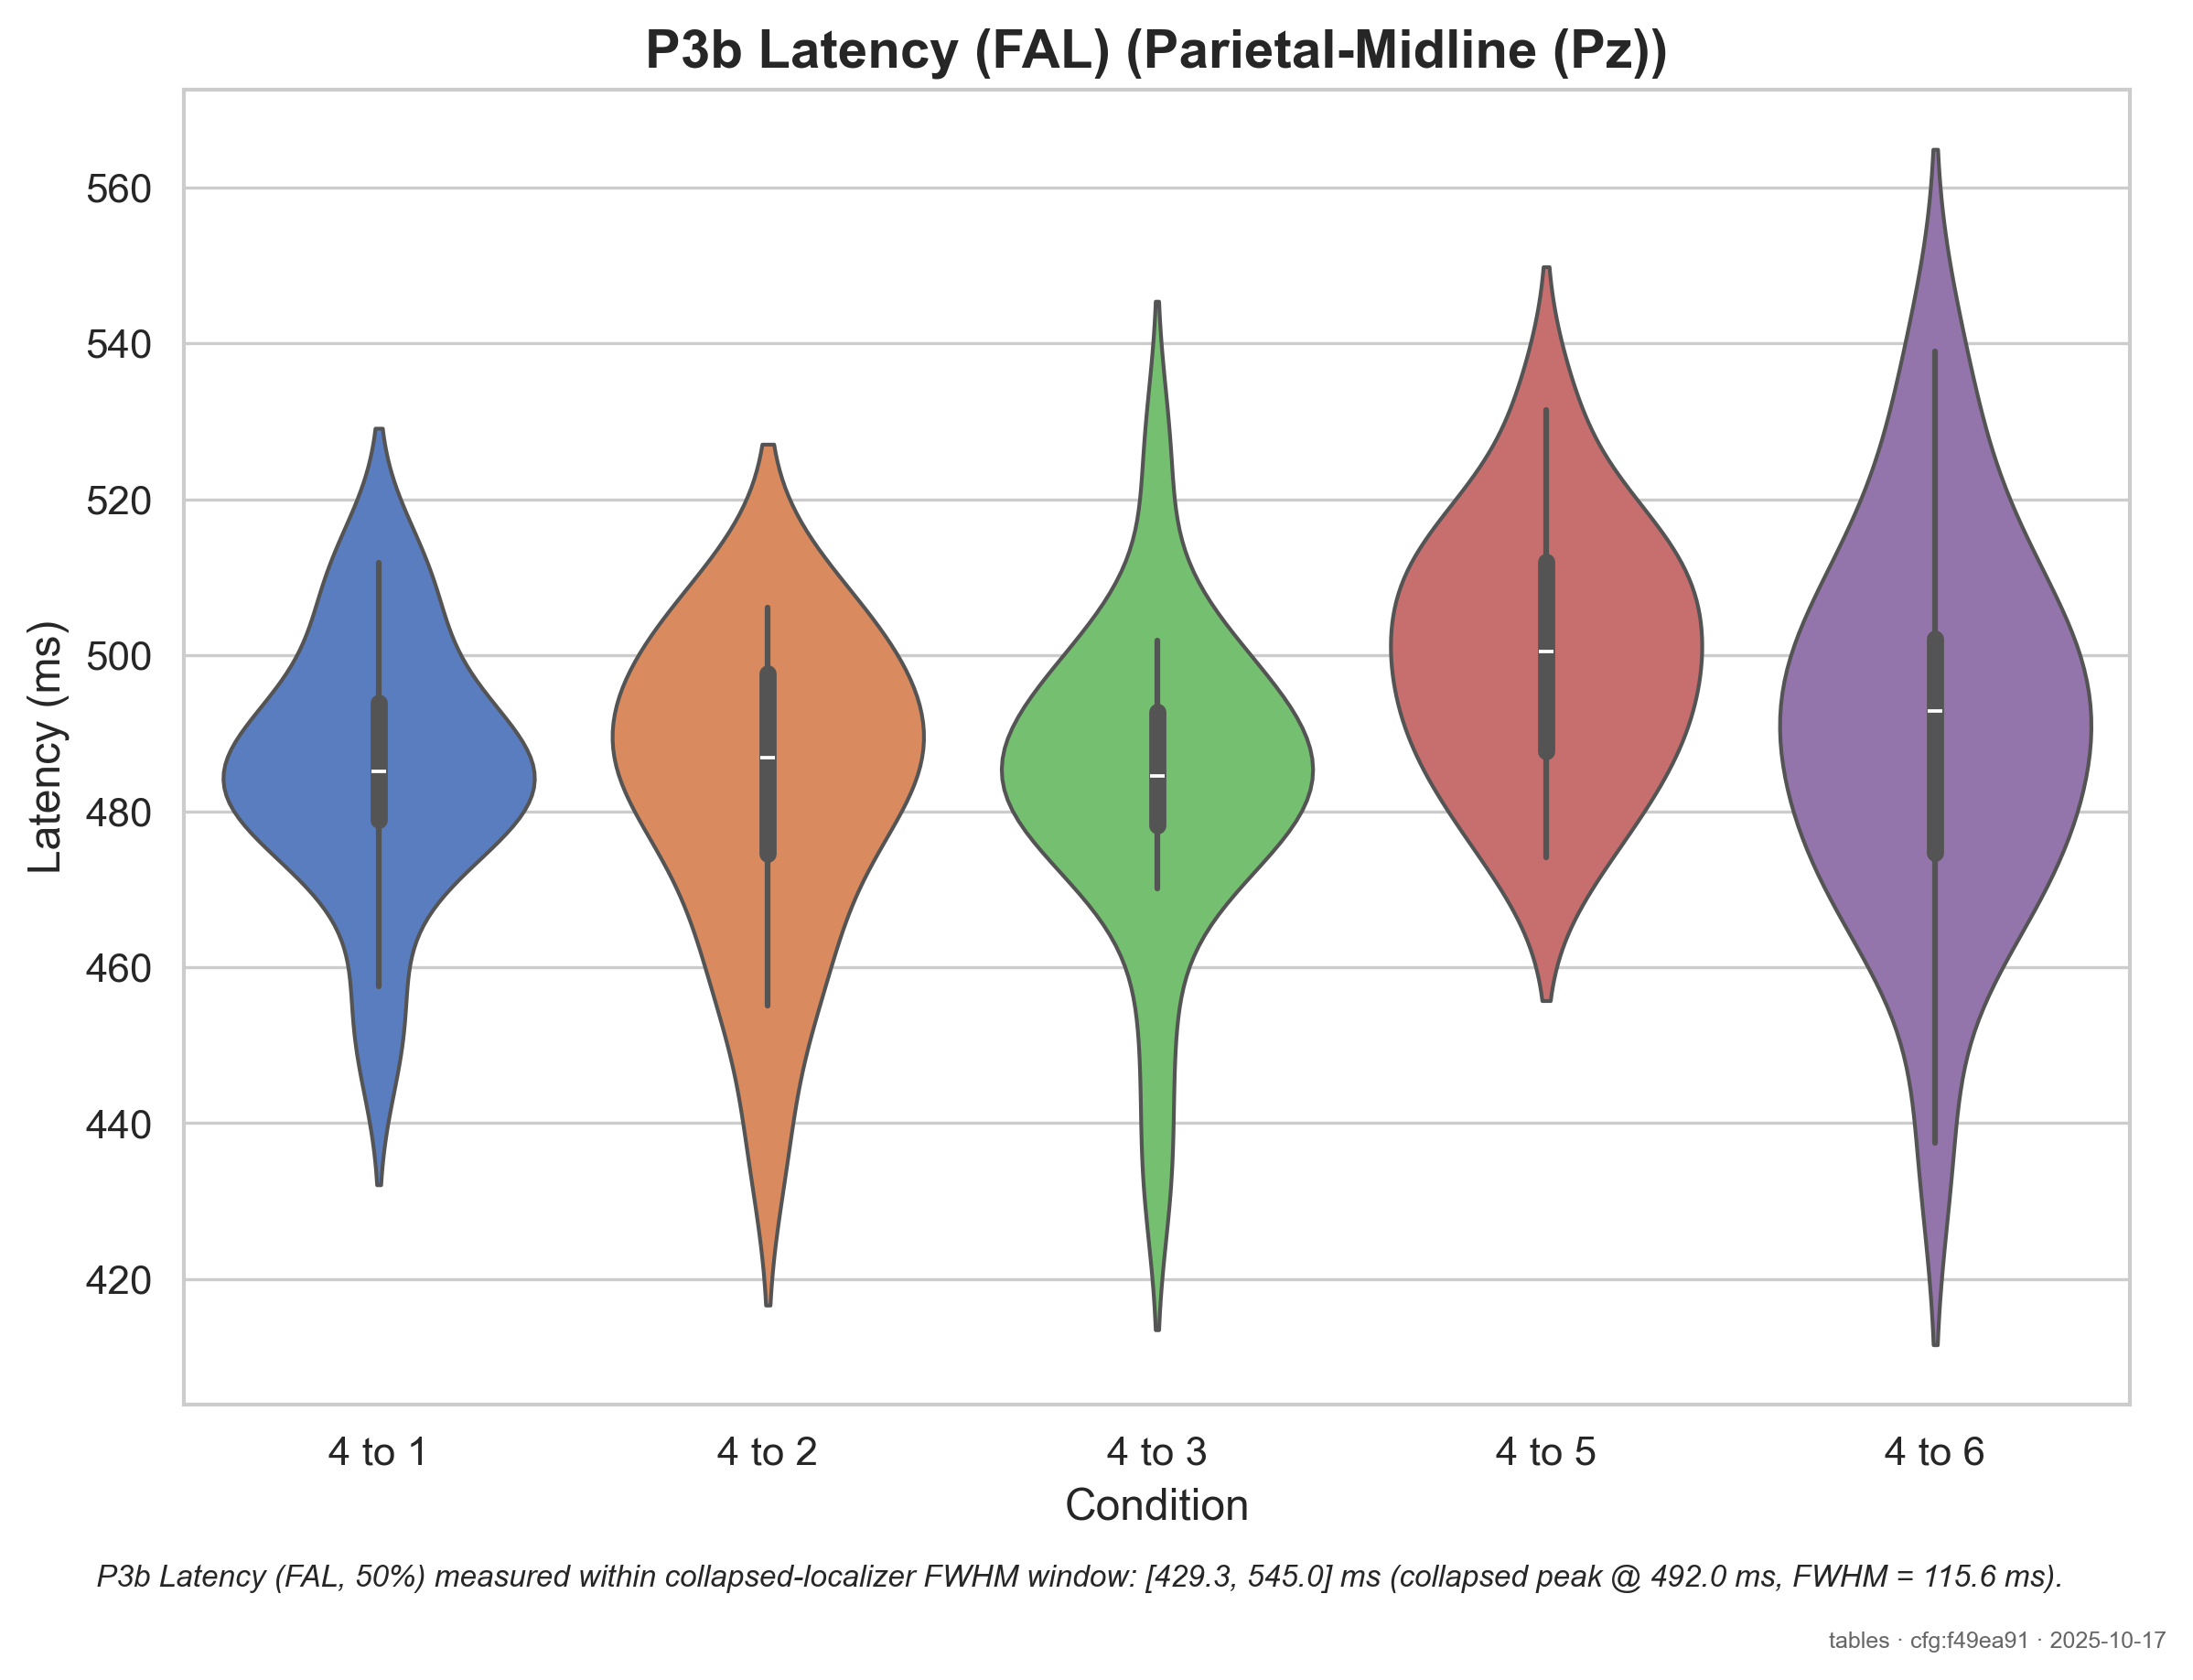 P3b Latency (FAL) (Parietal-Midline (Pz))
Latency (ms)
560
540
520
500
480
460
440
420
4 to 1
4 to 2
4 to 3
4 to 5
4 to 6
Condition
P3b Latency (FAL, 50%) measured within collapsed-localizer FWHM window: [429.3, 545.0] ms (collapsed peak @ 492.0 ms, FWHM = 115.6 ms).
tables · cfg:f49ea91 · 2025-10-17